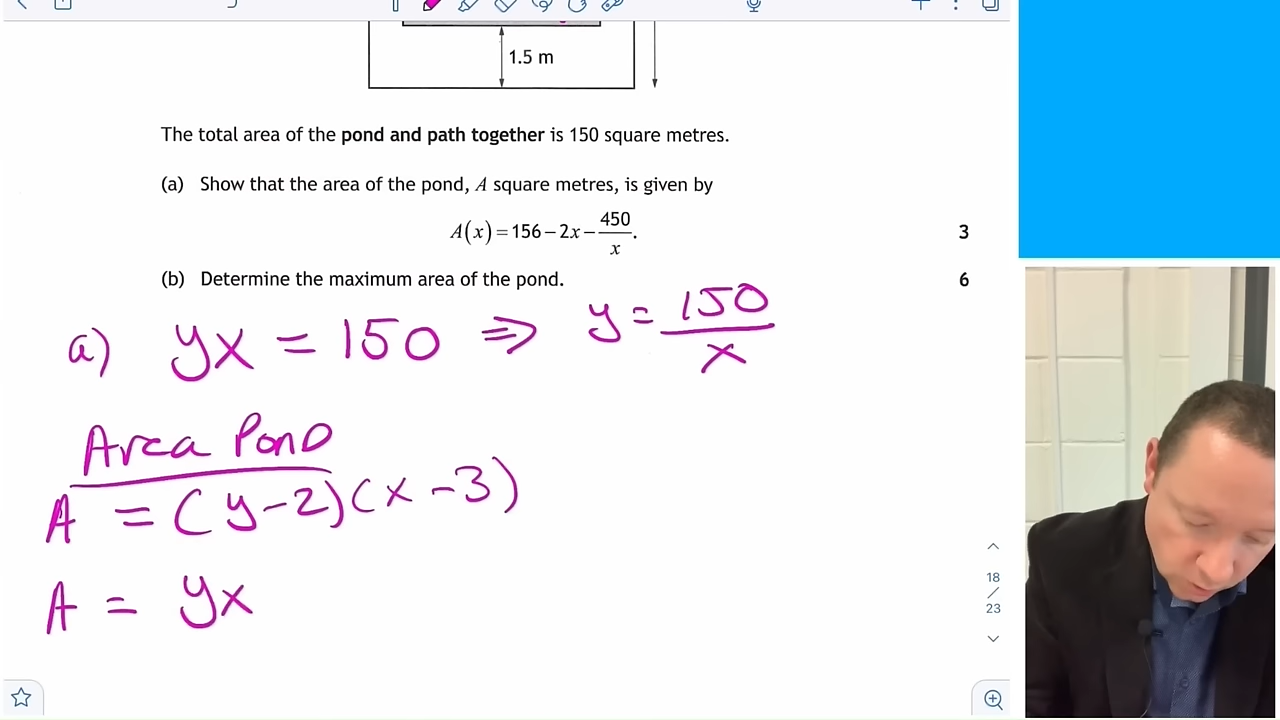 1.5 m
The total area of the pond and path together is 150 square metres.
(a) Show that the area of the pond, A square metres, is given by
A(x) = 156 − 2x − 450/x. 3
(b) Determine the maximum area of the pond. 6
a) yx = 150 ⇒ y = 150/x
Area Pond
A = (y-2)(x-3)
A = yx
18
/
23